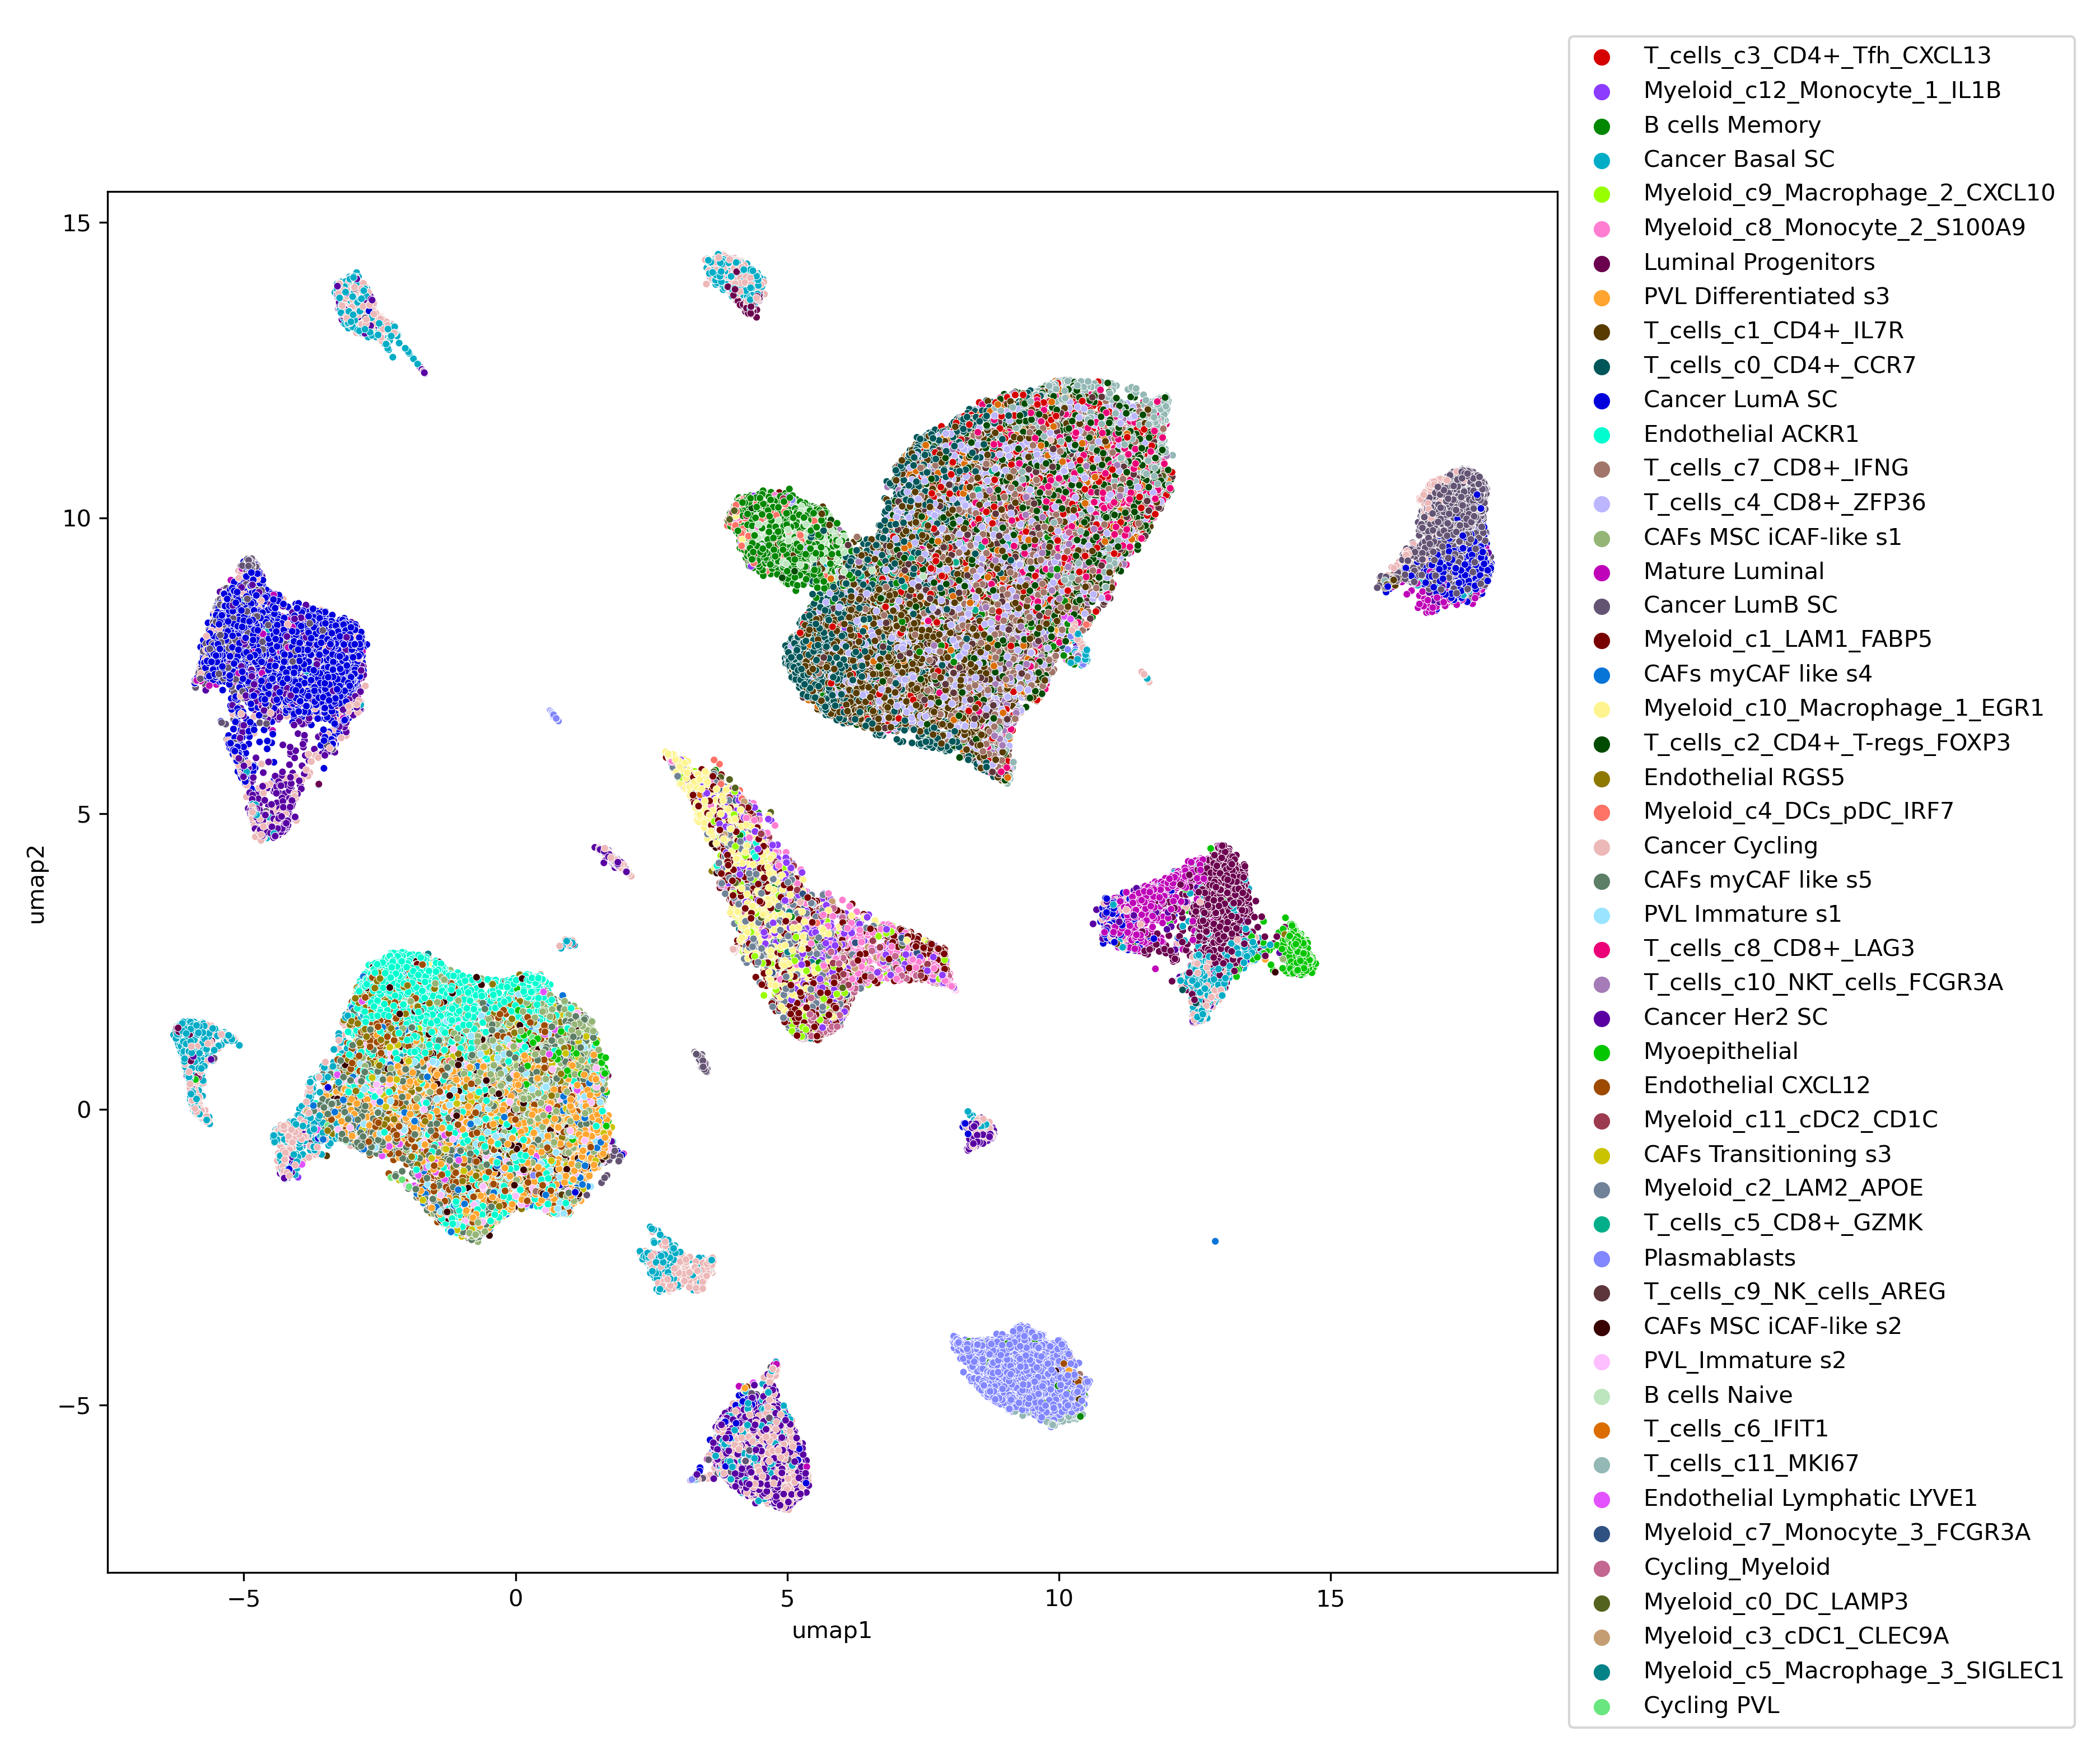 15
10
5
0
−5
−5
0
5
10
15
umap1
umap2
T_cells_c3_CD4+_Tfh_CXCL13
Myeloid_c12_Monocyte_1_IL1B
B cells Memory
Cancer Basal SC
Myeloid_c9_Macrophage_2_CXCL10
Myeloid_c8_Monocyte_2_S100A9
Luminal Progenitors
PVL Differentiated s3
T_cells_c1_CD4+_IL7R
T_cells_c0_CD4+_CCR7
Cancer LumA SC
Endothelial ACKR1
T_cells_c7_CD8+_IFNG
T_cells_c4_CD8+_ZFP36
CAFs MSC iCAF-like s1
Mature Luminal
Cancer LumB SC
Myeloid_c1_LAM1_FABP5
CAFs myCAF like s4
Myeloid_c10_Macrophage_1_EGR1
T_cells_c2_CD4+_T-regs_FOXP3
Endothelial RGS5
Myeloid_c4_DCs_pDC_IRF7
Cancer Cycling
CAFs myCAF like s5
PVL Immature s1
T_cells_c8_CD8+_LAG3
T_cells_c10_NKT_cells_FCGR3A
Cancer Her2 SC
Myoepithelial
Endothelial CXCL12
Myeloid_c11_cDC2_CD1C
CAFs Transitioning s3
Myeloid_c2_LAM2_APOE
T_cells_c5_CD8+_GZMK
Plasmablasts
T_cells_c9_NK_cells_AREG
CAFs MSC iCAF-like s2
PVL_Immature s2
B cells Naive
T_cells_c6_IFIT1
T_cells_c11_MKI67
Endothelial Lymphatic LYVE1
Myeloid_c7_Monocyte_3_FCGR3A
Cycling_Myeloid
Myeloid_c0_DC_LAMP3
Myeloid_c3_cDC1_CLEC9A
Myeloid_c5_Macrophage_3_SIGLEC1
Cycling PVL